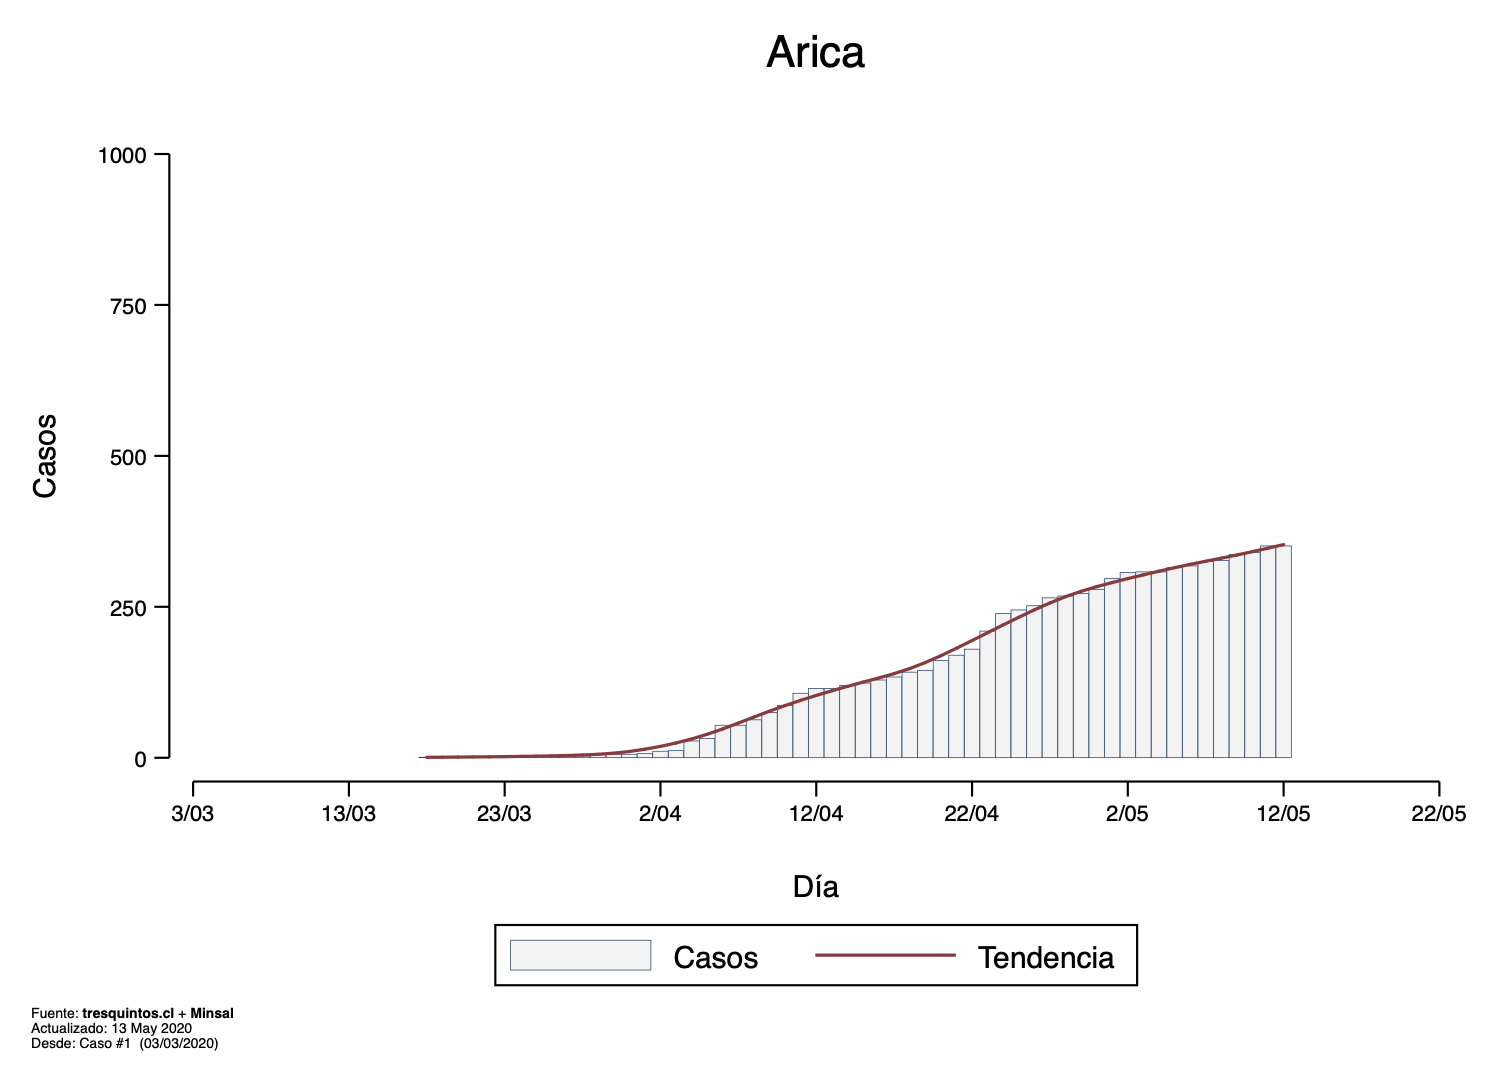 Arica
1000
750
500
250
0
Casos
3/03 13/03 23/03 2/04 12/04 22/04 2/05 12/05 22/05
Día
Casos Tendencia
Fuente: tresquintos.cl + Minsal
Actualizado: 13 May 2020
Desde: Caso #1 (03/03/2020)